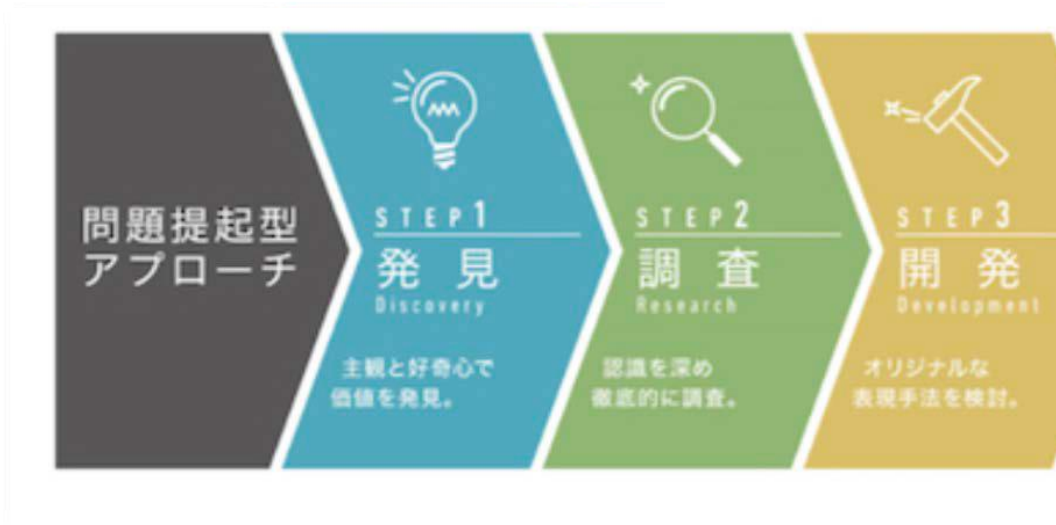 問題提起型
アプローチ
STEP1
発見
Discovery
主観と好奇心で
価値を発見。
STEP2
調査
Research
認識を深め
徹底的に調査。
STEP3
開発
Development
オリジナルな
表現手法を検討。